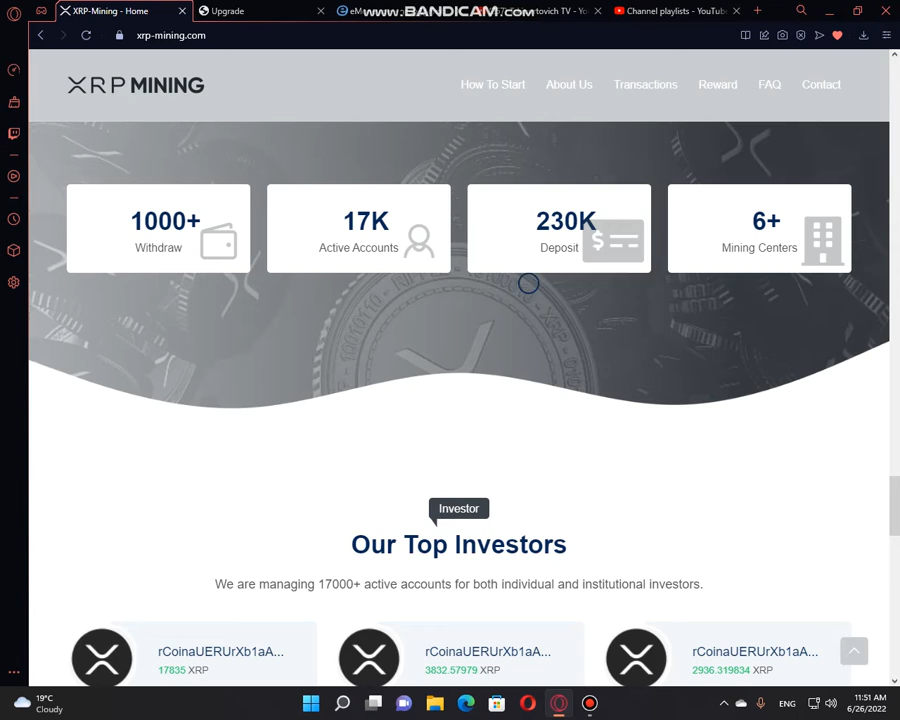 XRP-Mining - Home
Upgrade
www.BANDICAM.com
Channel playlists - YouTube
xrp-mining.com
XRP MINING
How To Start
About Us
Transactions
Reward
FAQ
Contact
1000+
Withdraw
17K
Active Accounts
230K
Deposit
6+
Mining Centers
Investor
Our Top Investors
We are managing 17000+ active accounts for both individual and institutional investors.
rCoinaUERUrXb1aA...
17835 XRP
rCoinaUERUrXb1aA...
3832.57979 XRP
rCoinaUERUrXb1aA...
2936.319834 XRP
19°C
Cloudy
ENG
11:51 AM
6/26/2022